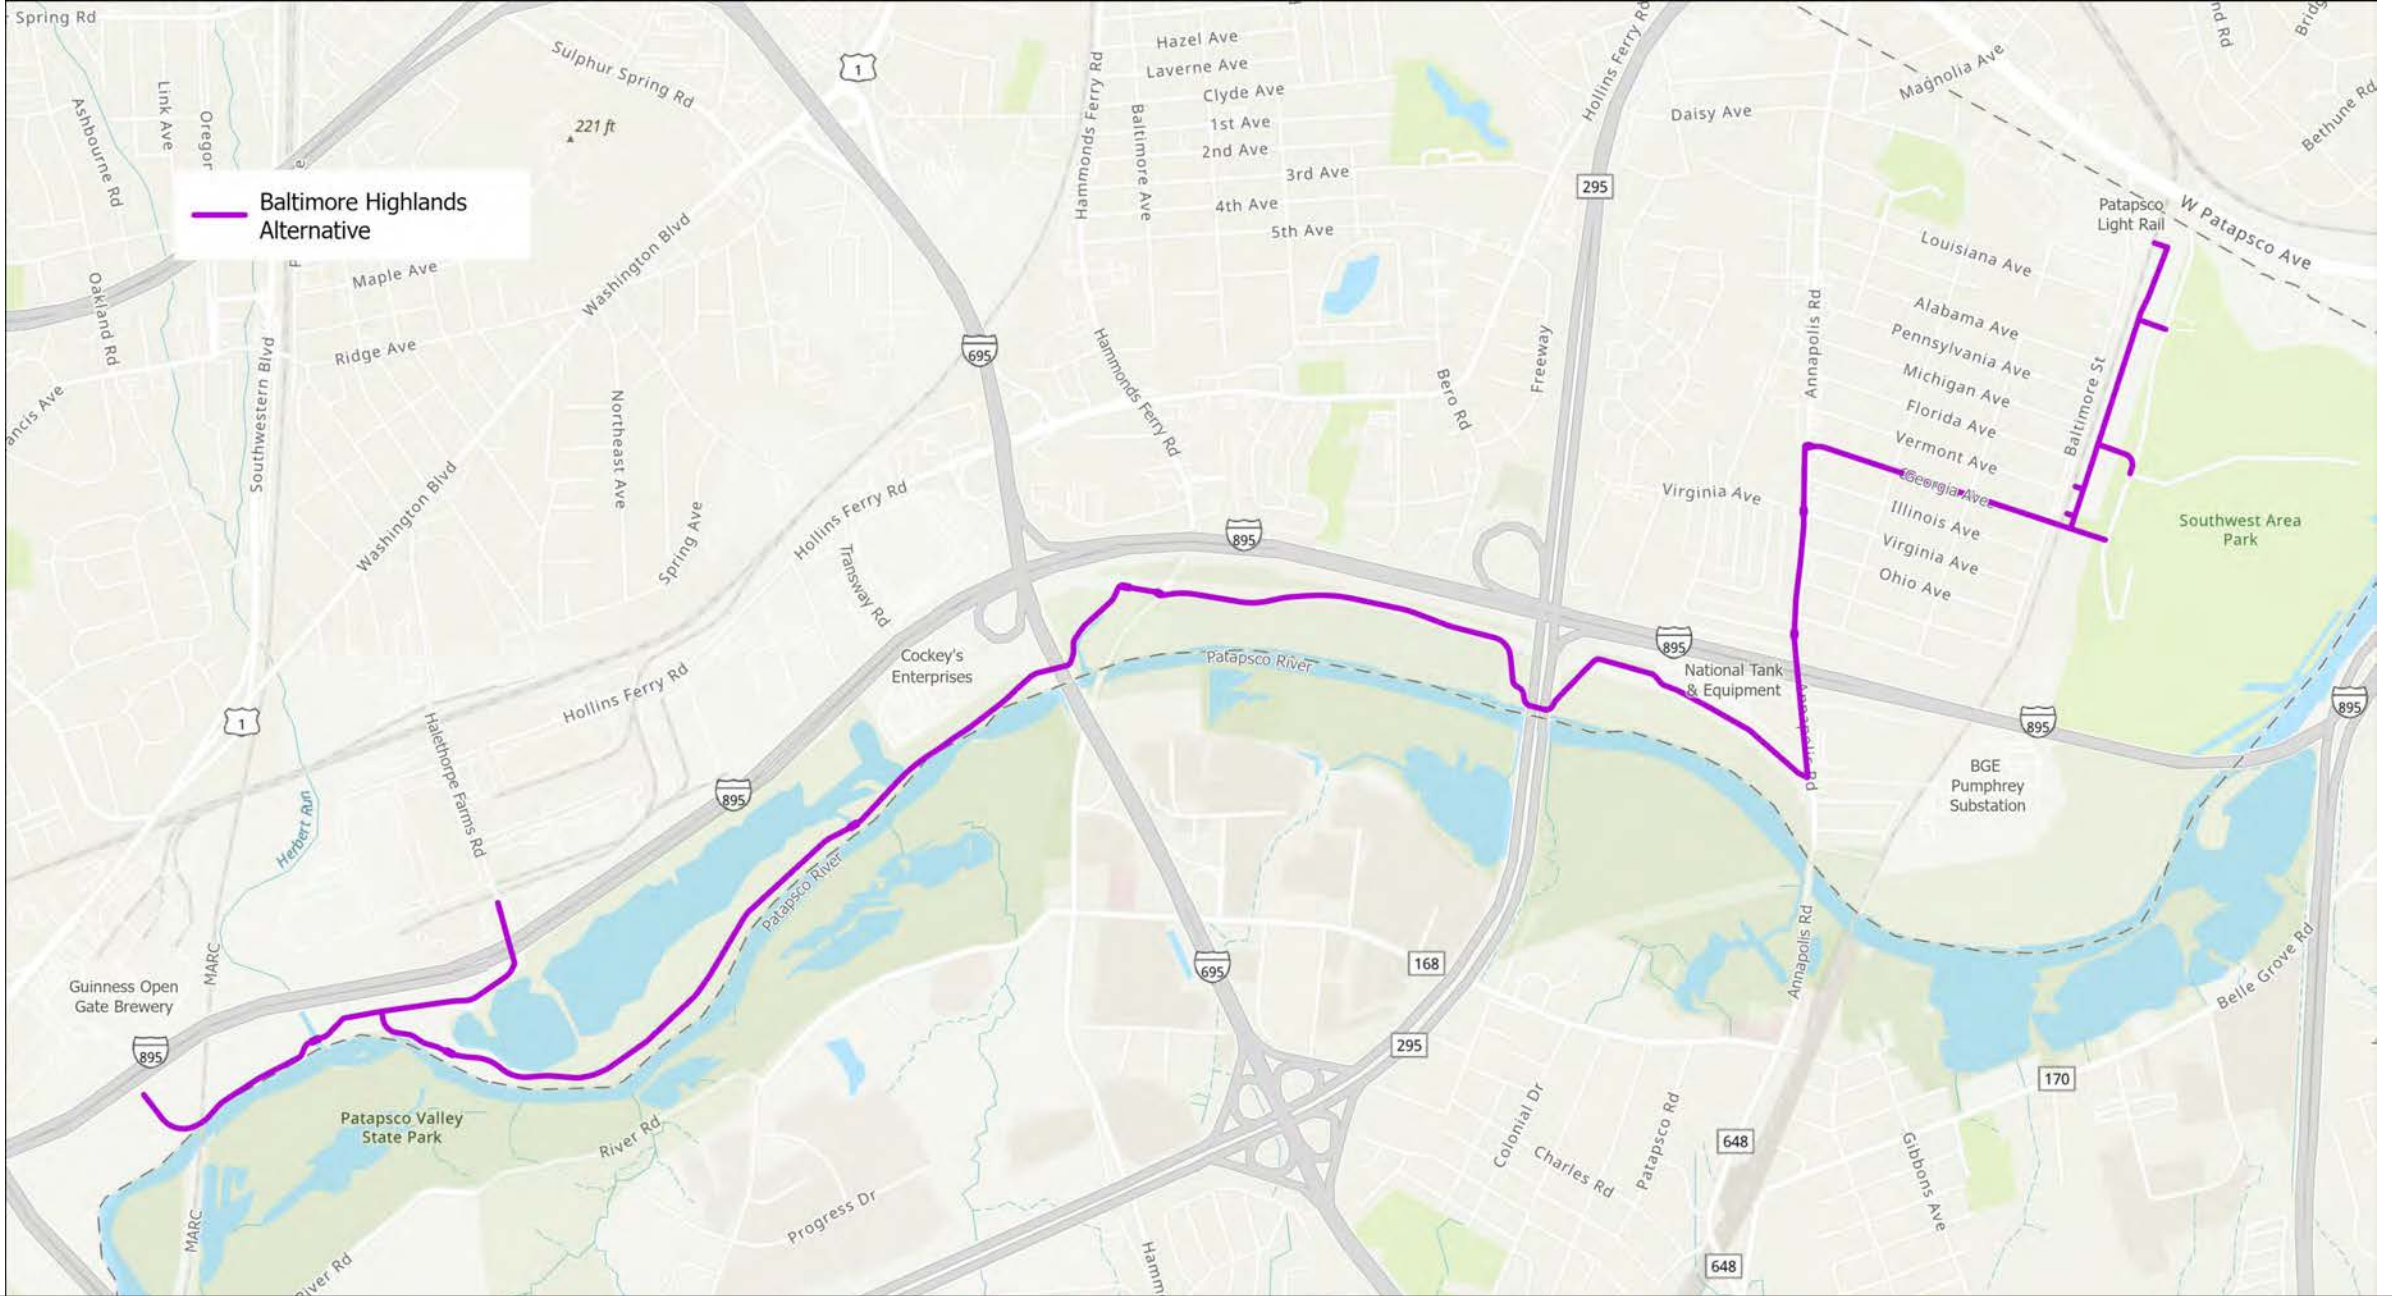 Spring Rd
Sulphur Spring Rd
1
Hazel Ave
Laverne Ave
Clyde Ave
1st Ave
2nd Ave
3rd Ave
4th Ave
5th Ave
Hammonds Ferry Rd
Baltimore Ave
Hollins Ferry Rd
Daisy Ave
Magnolia Ave
Bethune Rd
Link Ave
Oregon
Ashbourne Rd
221 ft
295
Baltimore Highlands
Alternative
Patapsco
Light Rail
W Patapsco Ave
Washington Blvd
Maple Ave
Oakland Rd
Louisiana Ave
Alabama Ave
Pennsylvania Ave
Michigan Ave
Florida Ave
Vermont Ave
Georgia Ave
Illinois Ave
Virginia Ave
Ohio Ave
Annapolis Rd
Baltimore St
Freeway
Southwestern Blvd
Ridge Ave
695
Hammonds Ferry Rd
Bero Rd
Northeast Ave
Washington Blvd
Spring Ave
Hollins Ferry Rd
Transway Rd
Virginia Ave
895
Southwest Area
Park
Cockey's
Enterprises
Patapsco River
895
National Tank
& Equipment
Annapolis Rd
895
895
Hollins Ferry Rd
1
Halethorpe Farms Rd
Herbert Run
895
BGE
Pumphrey
Substation
Patapsco River
MARC
Guinness Open
Gate Brewery
895
695
168
295
Annapolis Rd
Belle Grove Rd
170
Patapsco Valley
State Park
River Rd
Colonial Dr
Charles Rd
Patapsco Rd
648
Gibbons Ave
Progress Dr
MARC
River Rd
Hamm
648